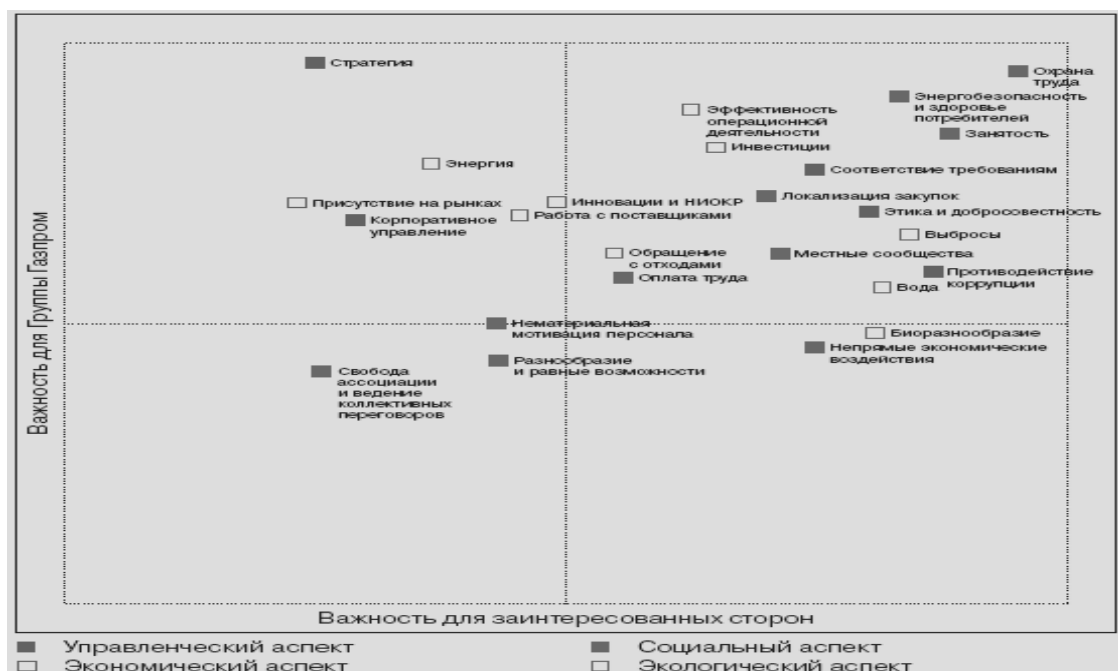 Стратегия
Охрана
труда
Энергобезопасность
и здоровье
потребителей
Эффективность
операционной
деятельности
Занятость
Инвестиции
Энергия
Соответствие требованиям
Присутствие на рынках
Инновации и НИОКР
Локализация закупок
Корпоративное
управление
Работа с поставщиками
Этика и добросовестность
Выбросы
Обращение
с отходами
Местные сообщества
Оплата труда
Противодействие
коррупции
Вода
Нематериальная
мотивация персонала
Биоразнообразие
Непрямые экономические
воздействия
Разнообразие
и равные возможности
Свобода
ассоциации
и ведение
коллективных
переговоров
Важность для Группы Газпром
Важность для заинтересованных сторон
Управленческий аспект
Социальный аспект
Экономический аспект
Экологический аспект